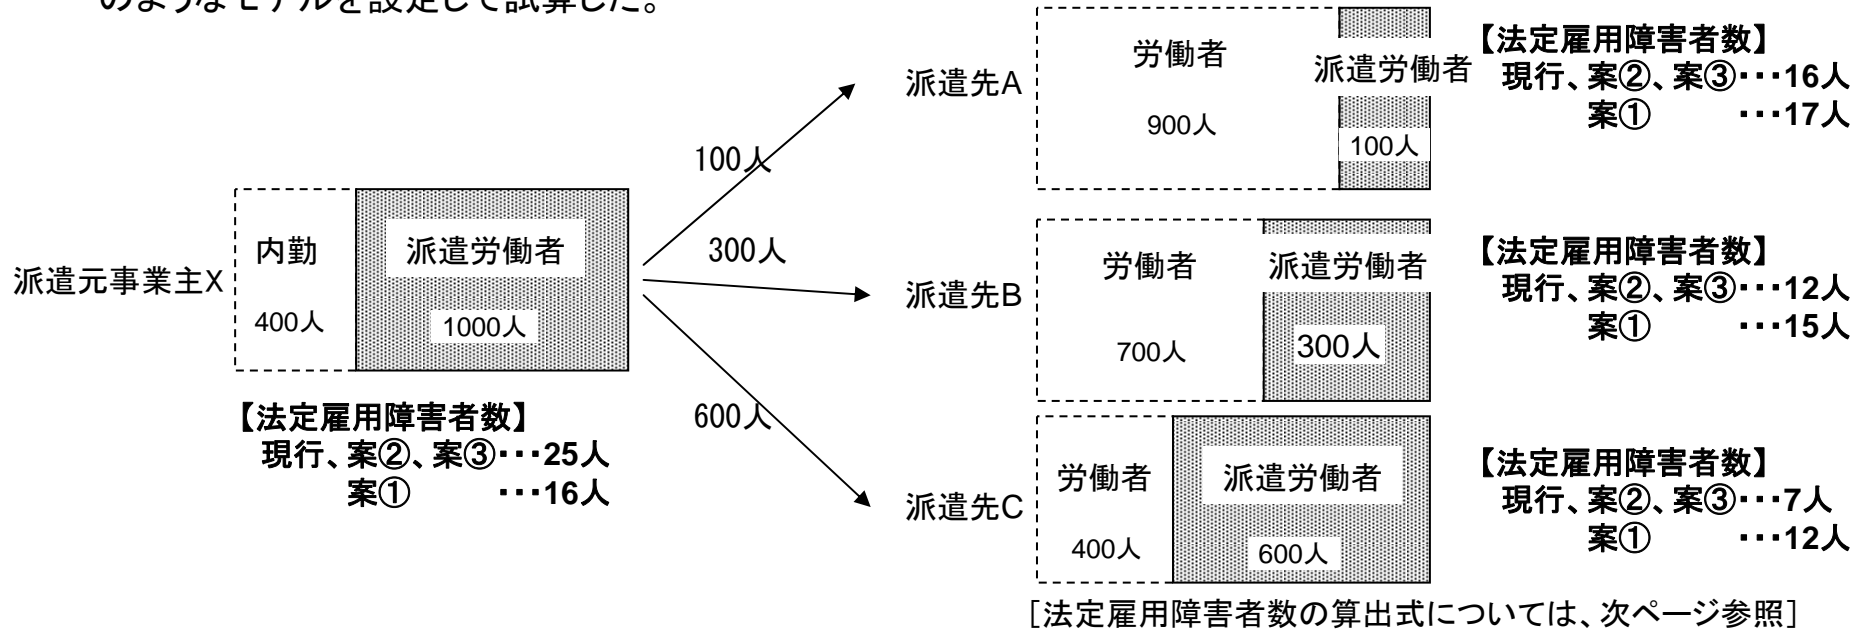 のようなモデルを設定して試算した。
派遣元事業主X
内勤
400人
派遣労働者
1000人
【法定雇用障害者数】
現行、案②、案③・・・25人
案① ・・・16人
100人
300人
600人
派遣先A
労働者
900人
派遣労働者
100人
【法定雇用障害者数】
現行、案②、案③・・・16人
案① ・・・17人
派遣先B
労働者
700人
派遣労働者
300人
【法定雇用障害者数】
現行、案②、案③・・・12人
案① ・・・15人
派遣先C
労働者
400人
派遣労働者
600人
【法定雇用障害者数】
現行、案②、案③・・・7人
案① ・・・12人
［法定雇用障害者数の算出式については、次ページ参照］